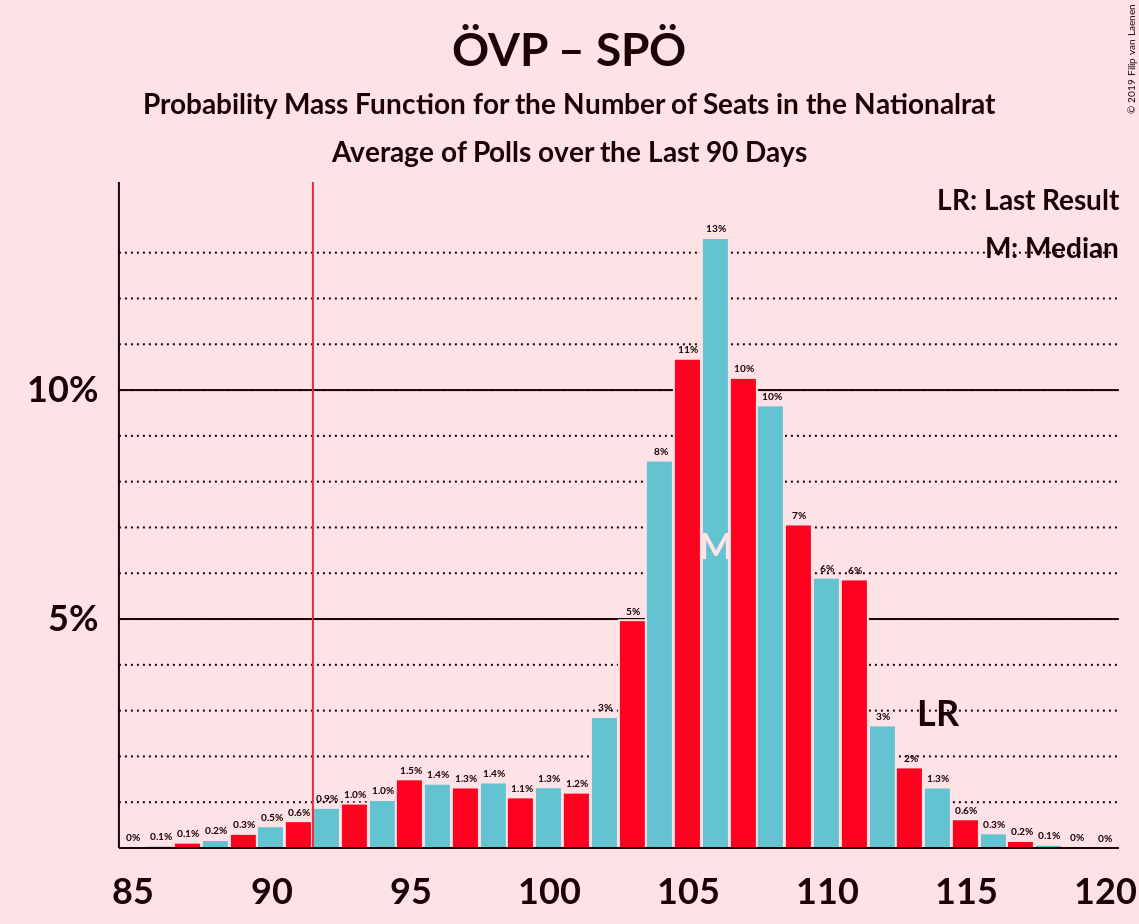 ÖVP – SPÖ
Probability Mass Function for the Number of Seats in the Nationalrat
Average of Polls over the Last 90 Days
© 2019 Filip van Laenen
LR: Last Result
M: Median
10%
5%
0% 0.1% 0.1% 0.2% 0.3% 0.5% 0.6% 0.9% 1.0% 1.0% 1.5% 1.4% 1.3% 1.4% 1.1% 1.3% 1.2% 3% 5% 8% 11% 13% 10% 10% 7% 6% 6% 3% 2% 1.3% 0.6% 0.3% 0.2% 0.1% 0% 0%
M
LR
85 90 95 100 105 110 115 120